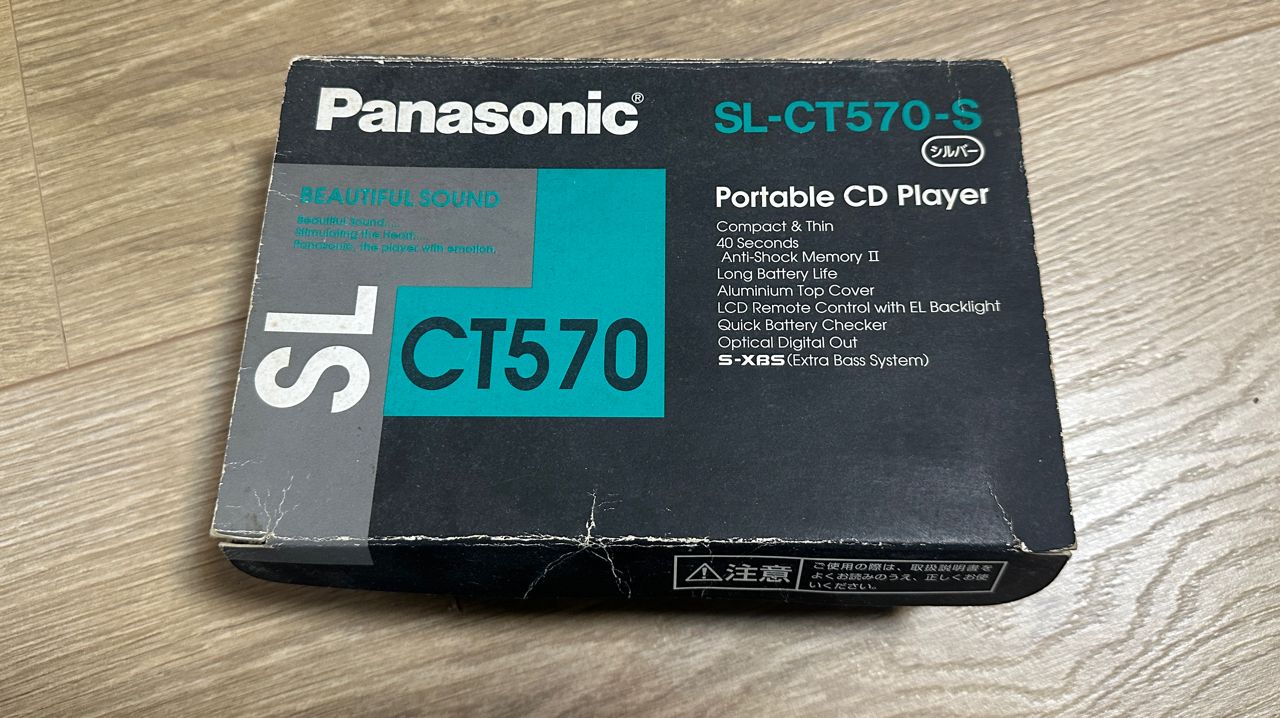 Panasonic®
SL-CT570-S
シルバー
BEAUTIFUL SOUND
Beautiful Sound....
Stimulating the Heart....
Panasonic, the player with emotion.
SL
CT570
Portable CD Player
Compact & Thin
40 Seconds
Anti-Shock Memory II
Long Battery Life
Aluminium Top Cover
LCD Remote Control with EL Backlight
Quick Battery Checker
Optical Digital Out
S-XBS (Extra Bass System)
⚠注意
ご使用の際は、取扱説明書を
よくお読みのうえ、正しくお使
いください。